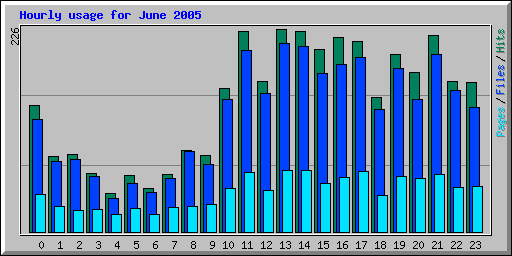 Hourly usage for June 2005
226
Pages/Files/Hits
0 1 2 3 4 5 6 7 8 9 10 11 12 13 14 15 16 17 18 19 20 21 22 23